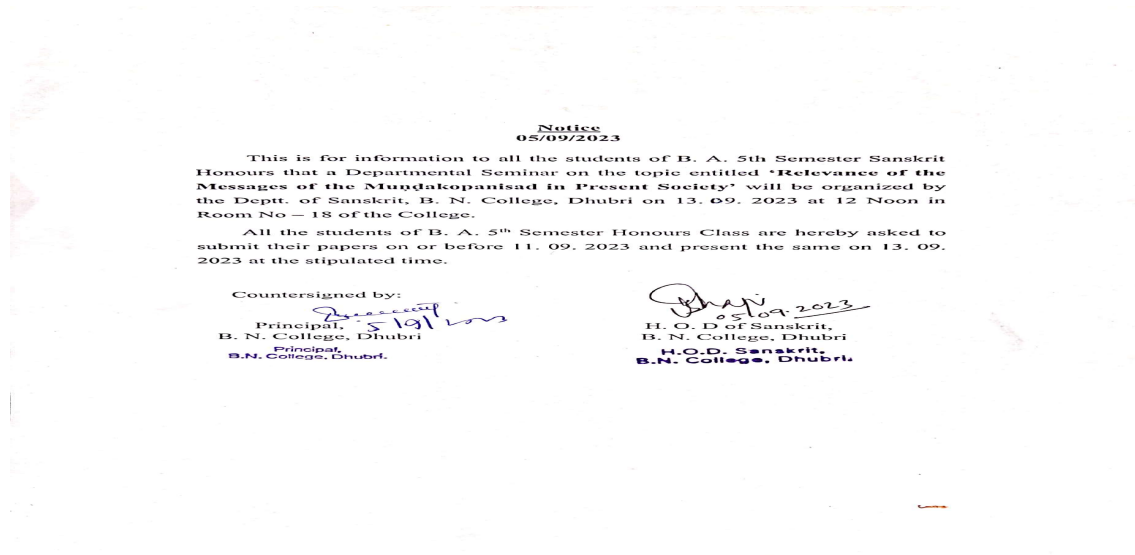 Notice
05/09/2023
This is for information to all the students of B. A. 5th Semester Sanskrit
Honours that a Departmental Seminar on the topic entitled ‘Relevance of the
Messages of the Muṇḍakopanisad in Present Society’ will be organized by
the Deptt. of Sanskrit, B. N. College, Dhubri on 13. 09. 2023 at 12 Noon in
Room No – 18 of the College.
All the students of B. A. 5th Semester Honours Class are hereby asked to
submit their papers on or before 11. 09. 2023 and present the same on 13. 09.
2023 at the stipulated time.
Countersigned by:
5/9/2023
Principal,
B. N. College, Dhubri
Principal,
B.N. College, Dhubri.
05/09.2023
H. O. D of Sanskrit,
B. N. College, Dhubri
H.O.D. Sanskrit,
B.N. College, Dhubri.